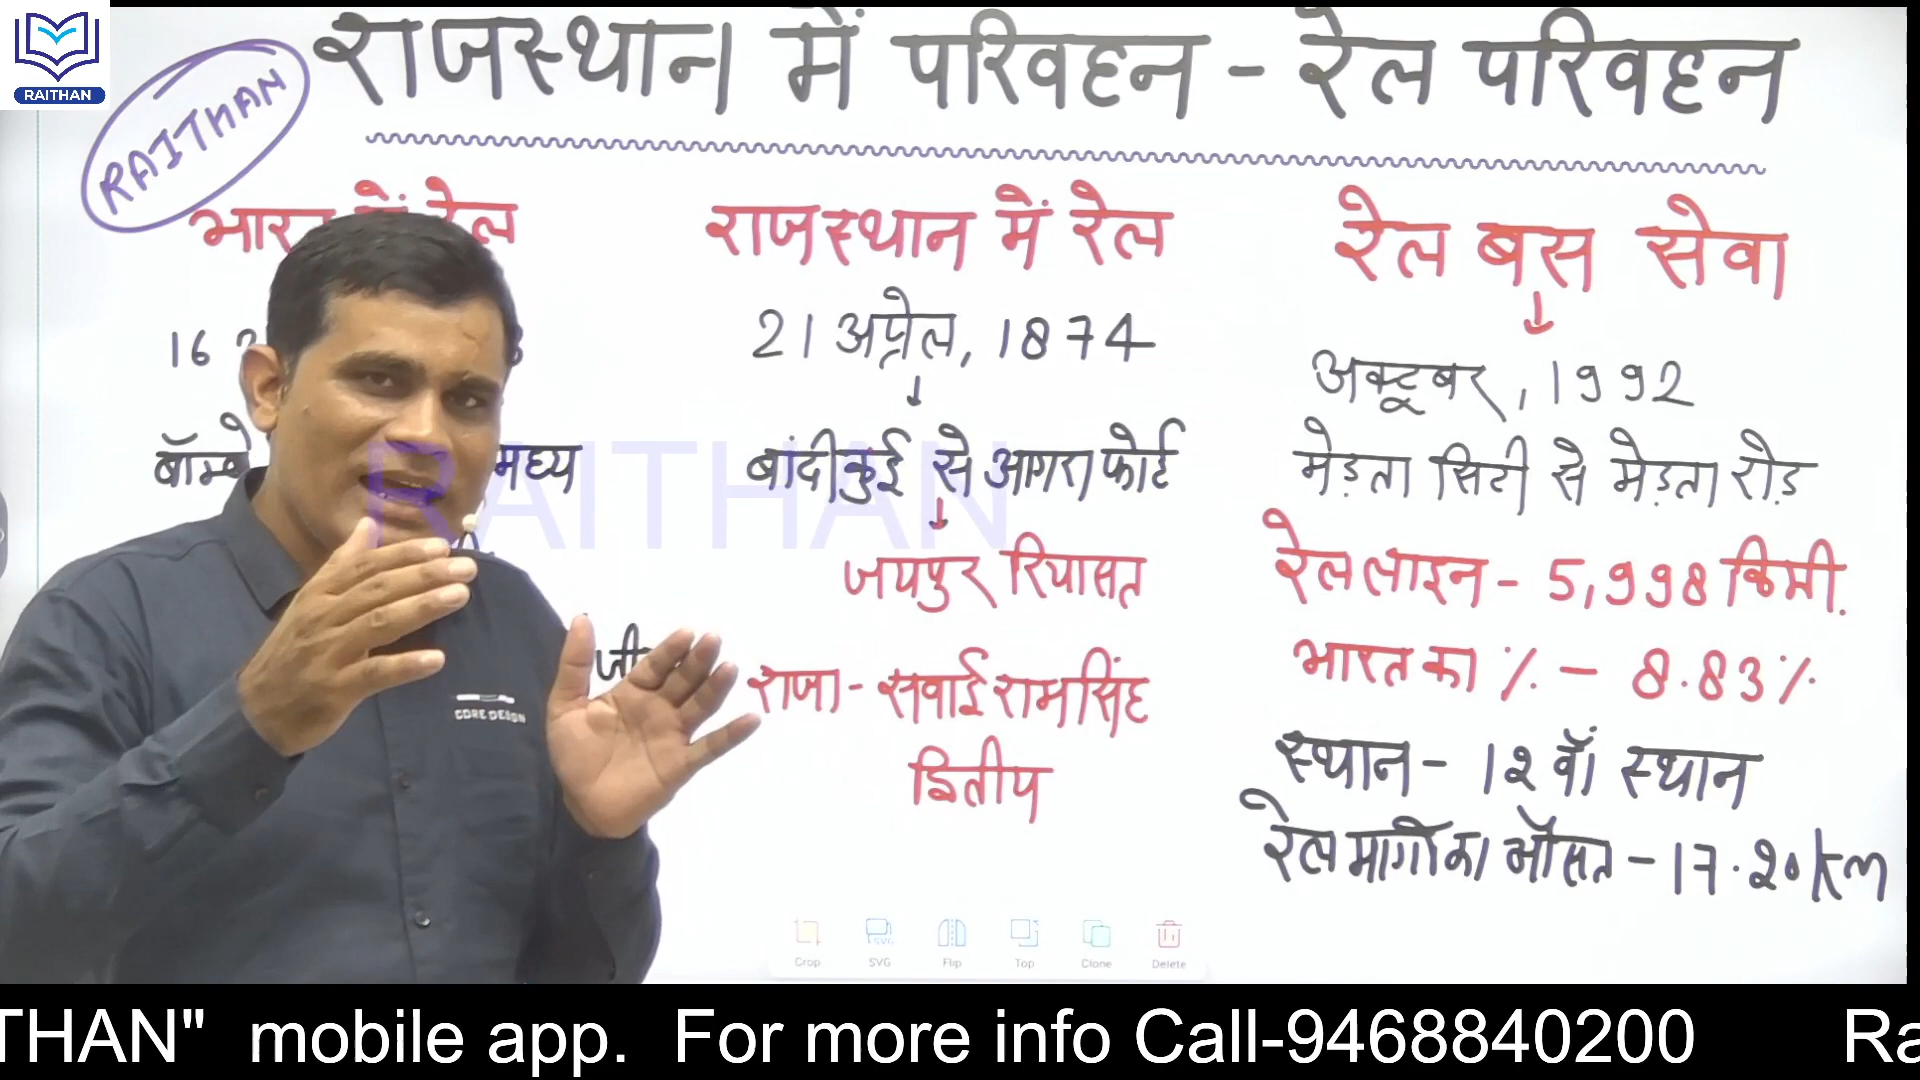 RAITHAN
RAITHAN
राजस्थान में परिवहन - रेल परिवहन
रेल
16
मध्य
राजस्थान में रेल
21 अप्रेल, 1874
बांदीकुई से आगरा फोर्ट
जयपुर रियासत
राजा - सवाई रामसिंह
द्वितीय
रेल बस सेवा
अक्टूबर, 1992
मेड़ता सिटी से मेड़ता रोड़
रेल लाइन - 5,998 किमी.
भारत का % - 8.83%
स्थान - 12 वाँ स्थान
रेल मार्गो का औसत - 17.20 km
RAITHAN
CORE DESIGN
Crop SVG Flip Top Clone Delete
THAN" mobile app. For more info Call-9468840200 Ra